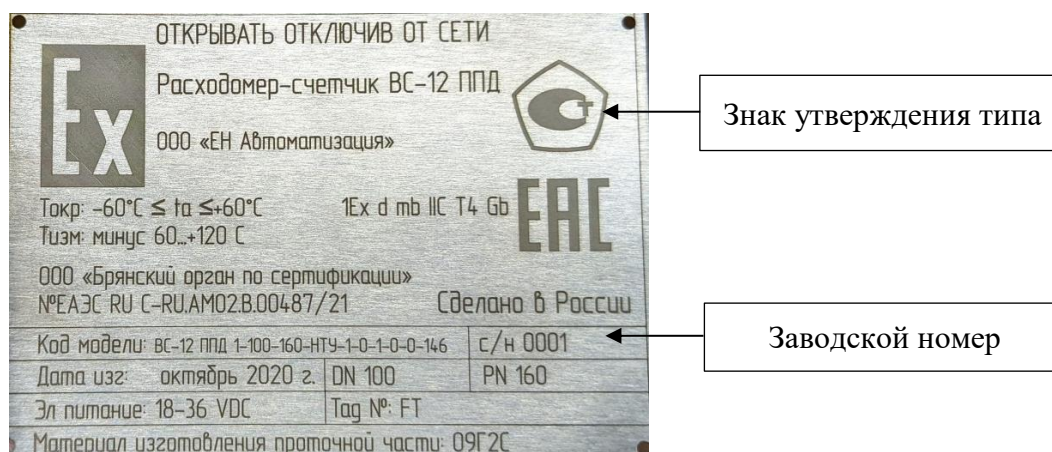 ОТКРЫВАТЬ ОТКЛЮЧИВ ОТ СЕТИ
Ex
Расходомер-счетчик ВС-12 ППД
ООО «ЕН Автоматизация»
Знак утверждения типа
Токр: -60°С ≤ ta ≤+60°С
1Ex d mb IIC T4 Gb
EAC
Тизм: минус 60...+120 С
ООО «Брянский орган по сертификации»
№ЕАЭС RU C-RU.АМ02.В.00487/21
Сделано в России
Код модели: ВС-12 ППД 1-100-160-НТУ-1-0-1-0-0-146
с/н 0001
Заводской номер
Дата изг: октябрь 2020 г.
DN 100
PN 160
Эл питание: 18-36 VDC
Tag №: FT
Материал изготовления проточной части: 09Г2С